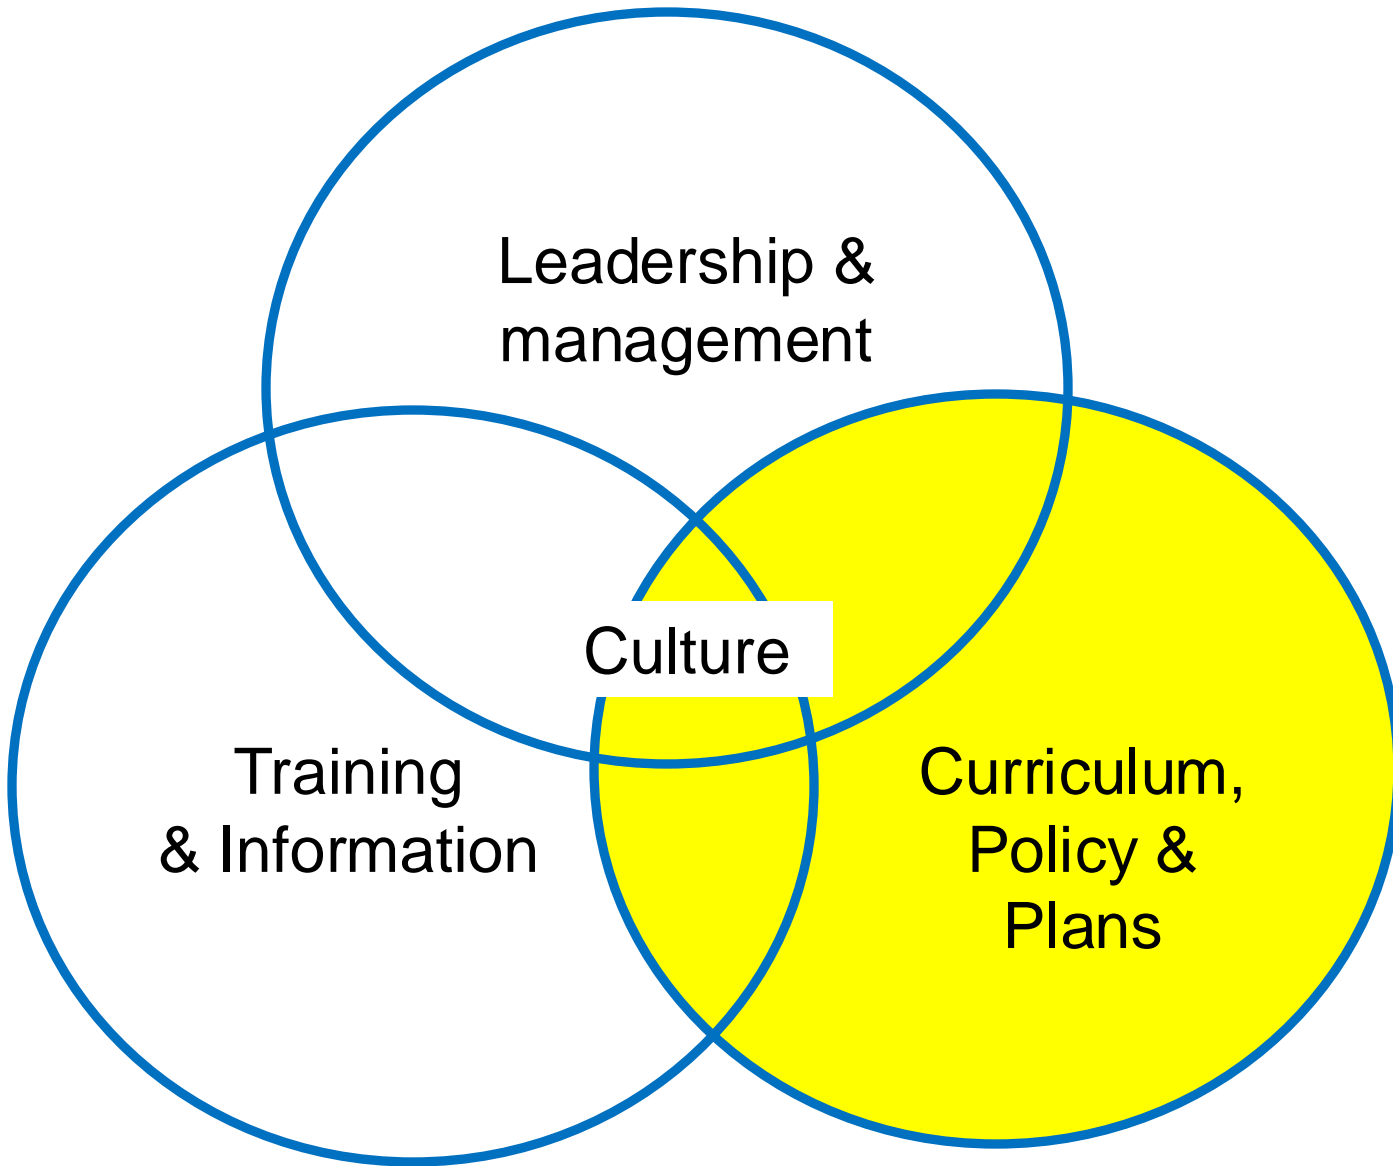 Leadership &
management
Culture
Training
& Information
Curriculum,
Policy &
Plans